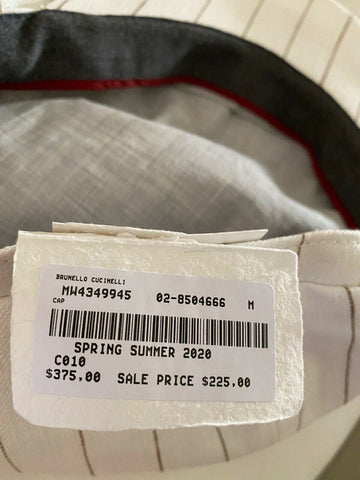 BRUNELLO CUCINELLI
MW4349945 02-8504666 M
CAP
SPRING SUMMER 2020
C010
$375.00 SALE PRICE $225.00